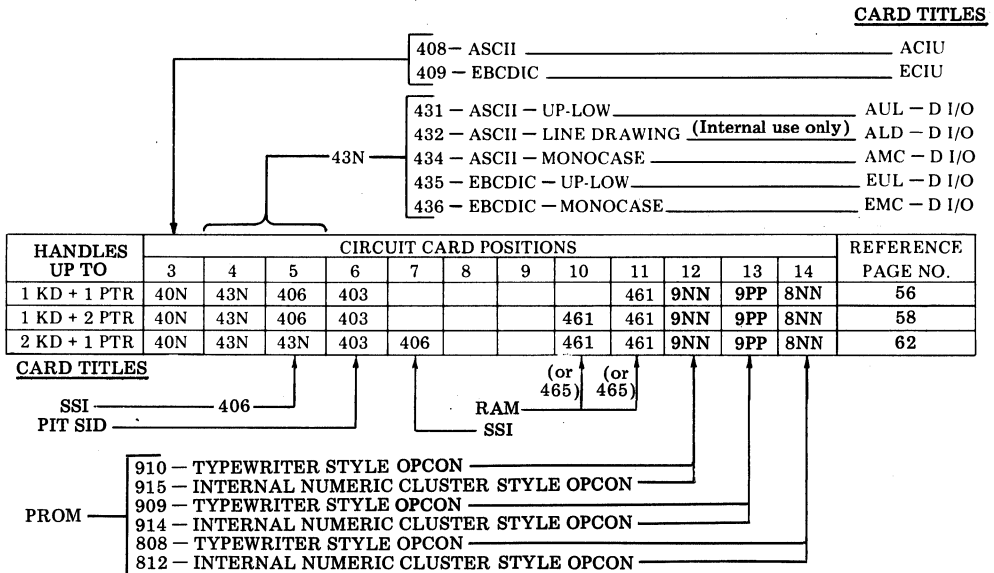 CARD TITLES
408 — ASCII ACIU
409 — EBCDIC ECIU
431 — ASCII — UP-LOW AUL — D I/O
432 — ASCII — LINE DRAWING (Internal use only) ALD — D I/O
43N
434 — ASCII — MONOCASE AMC — D I/O
435 — EBCDIC — UP-LOW EUL — D I/O
436 — EBCDIC — MONOCASE EMC — D I/O
HANDLES UP TO CIRCUIT CARD POSITIONS REFERENCE PAGE NO.
3 4 5 6 7 8 9 10 11 12 13 14
1 KD + 1 PTR 40N 43N 406 403 461 9NN 9PP 8NN 56
1 KD + 2 PTR 40N 43N 406 403 461 461 9NN 9PP 8NN 58
2 KD + 1 PTR 40N 43N 43N 403 406 461 461 9NN 9PP 8NN 62
CARD TITLES
(or 465) (or 465)
SSI 406 RAM
PIT SID SSI
910 — TYPEWRITER STYLE OPCON
915 — INTERNAL NUMERIC CLUSTER STYLE OPCON
909 — TYPEWRITER STYLE OPCON
PROM
914 — INTERNAL NUMERIC CLUSTER STYLE OPCON
808 — TYPEWRITER STYLE OPCON
812 — INTERNAL NUMERIC CLUSTER STYLE OPCON